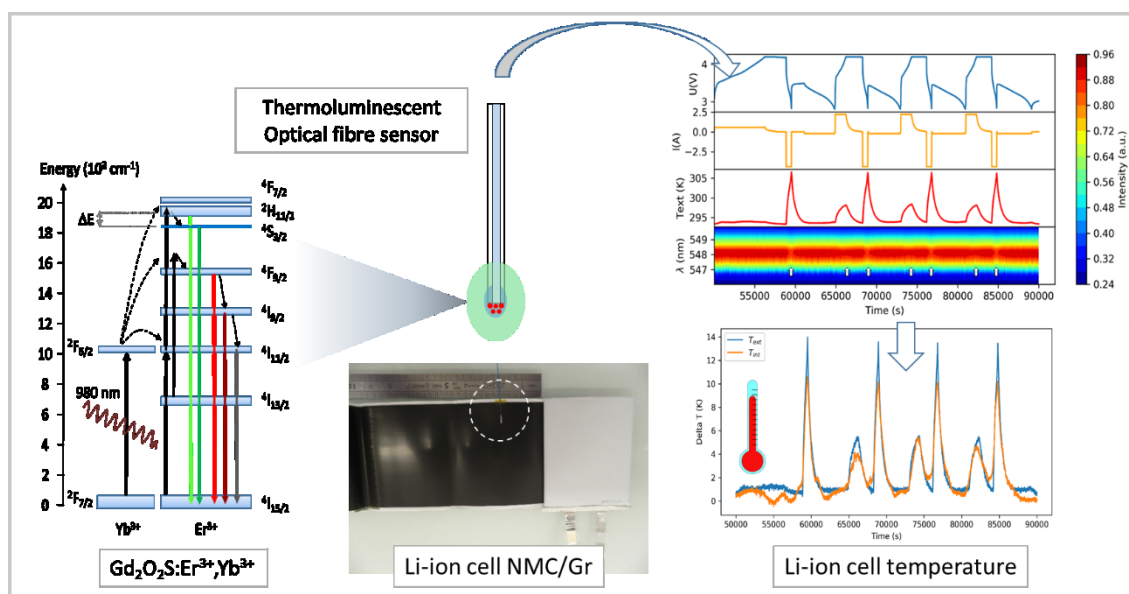 Thermoluminescent
Optical fibre sensor
Energy (10³ cm⁻¹)
20
18
16
14
12
10
8
6
4
2
0
ΔE
⁴F₇/₂
²H₁₁/₂
⁴S₃/₂
⁴F₉/₂
⁴I₉/₂
⁴I₁₁/₂
⁴I₁₃/₂
⁴I₁₅/₂
²F₅/₂
980 nm
²F₇/₂
Yb³⁺
Er³⁺
Gd₂O₂S:Er³⁺,Yb³⁺
Li-ion cell NMC/Gr
U(V)
4
3
I(A)
2.5
0.0
−2.5
Text (K)
305
295
λ (nm)
549
548
547
55000 60000 65000 70000 75000 80000 85000 90000
Time (s)
0.96
0.88
0.80
0.72
0.64
0.56
0.48
0.40
0.32
0.24
Intensity (a.u.)
Delta T (K)
14
12
10
8
6
4
2
0
T_ext
T_int
50000 55000 60000 65000 70000 75000 80000 85000 90000
Time (s)
Li-ion cell temperature